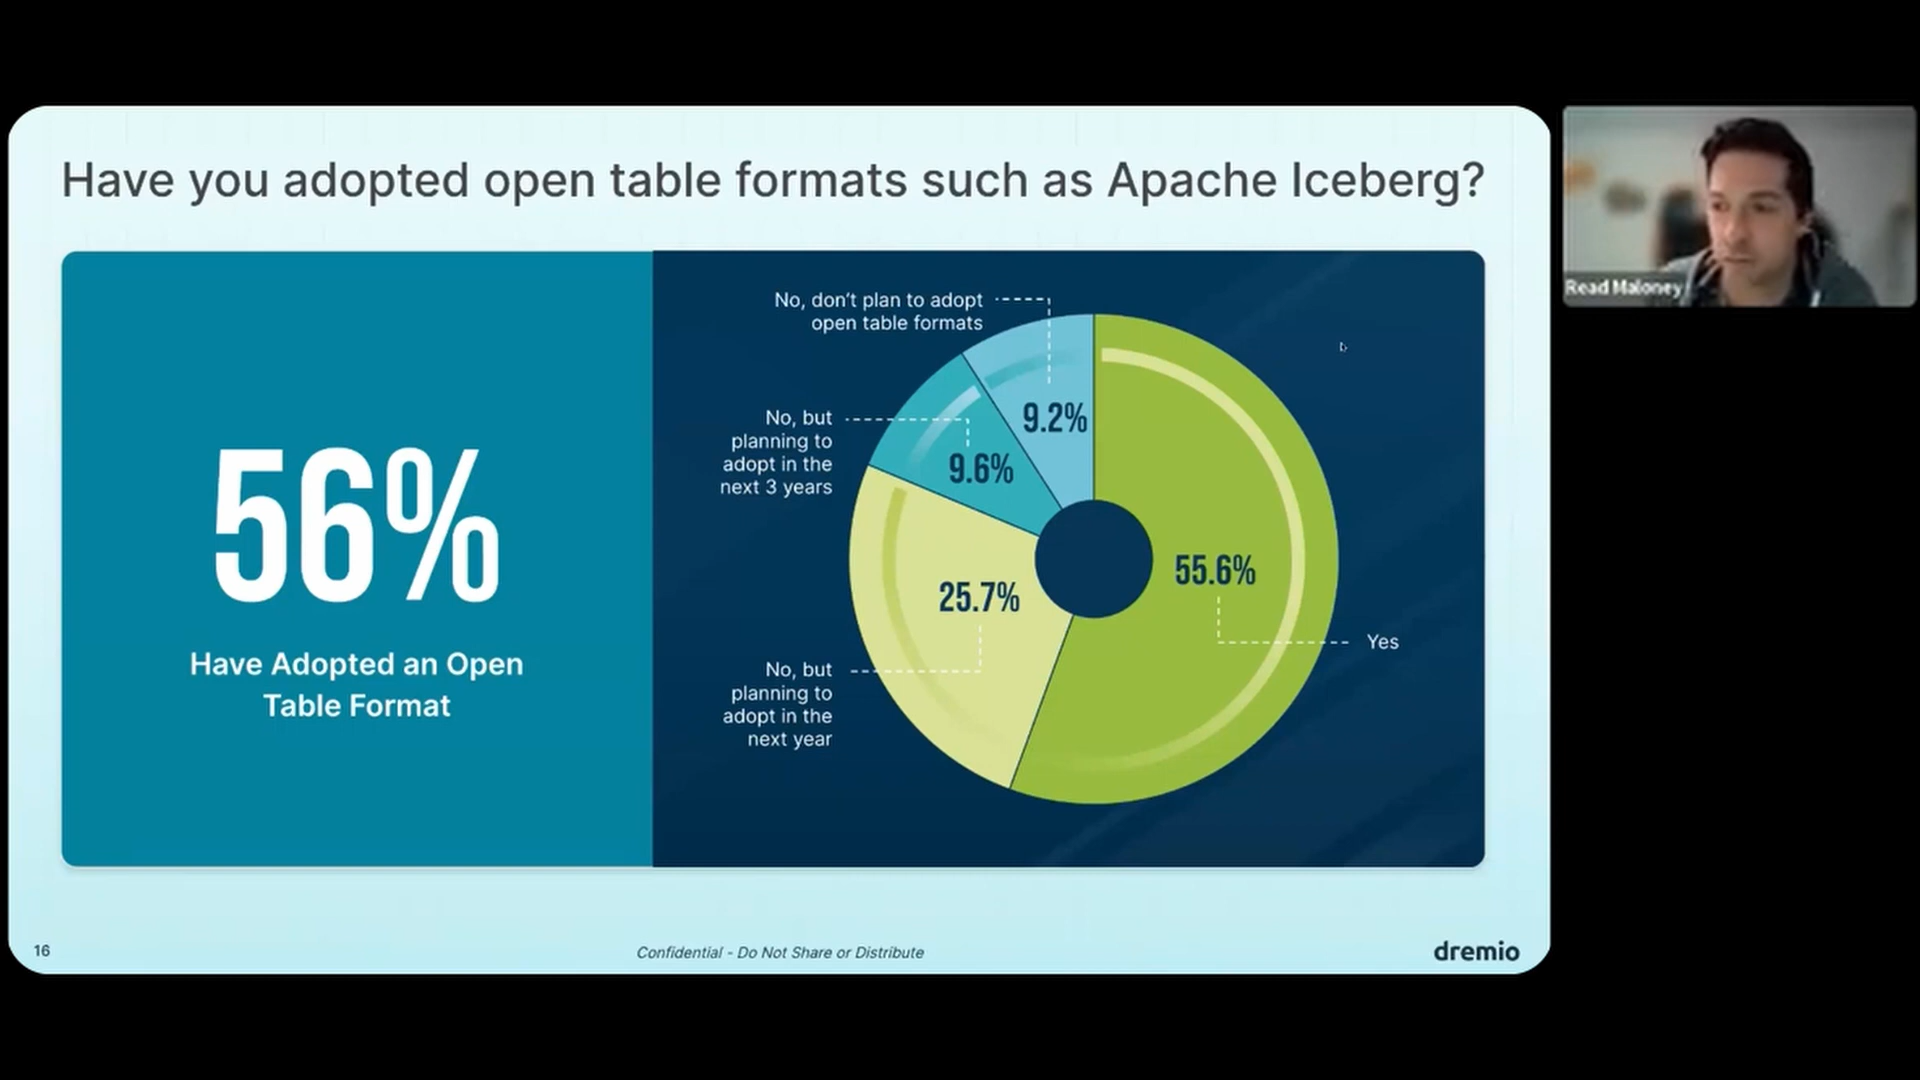 Have you adopted open table formats such as Apache Iceberg?
56%
Have Adopted an Open
Table Format
No, don't plan to adopt
open table formats
9.2%
No, but
planning to
adopt in the
next 3 years
9.6%
25.7%
No, but
planning to
adopt in the
next year
55.6%
Yes
16
Confidential - Do Not Share or Distribute
dremio
Read Maloney